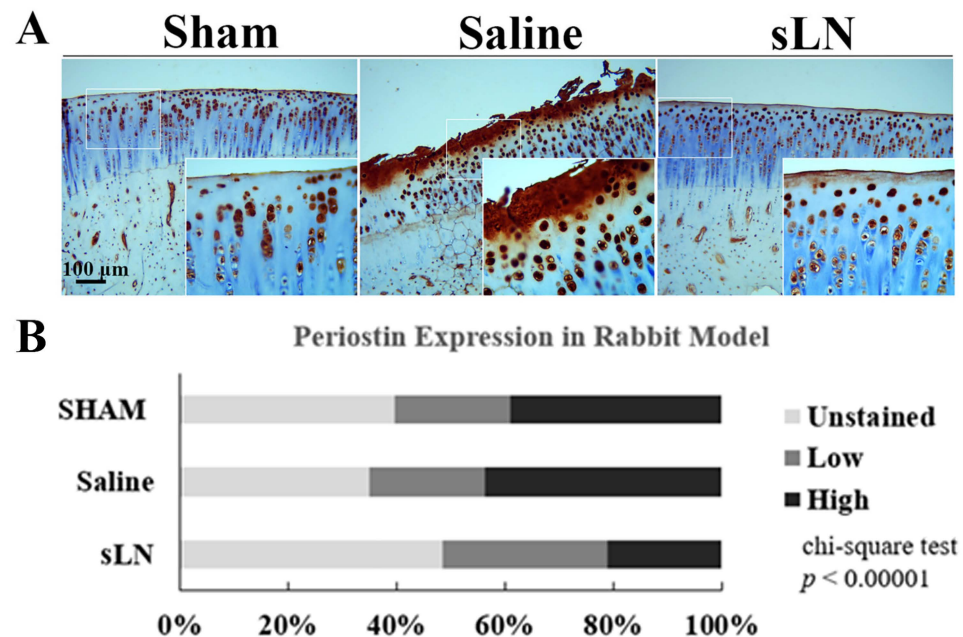 A
Sham Saline sLN
100 µm
B
Periostin Expression in Rabbit Model
SHAM
Saline
sLN
0% 20% 40% 60% 80% 100%
Unstained
Low
High
chi-square test
p < 0.00001